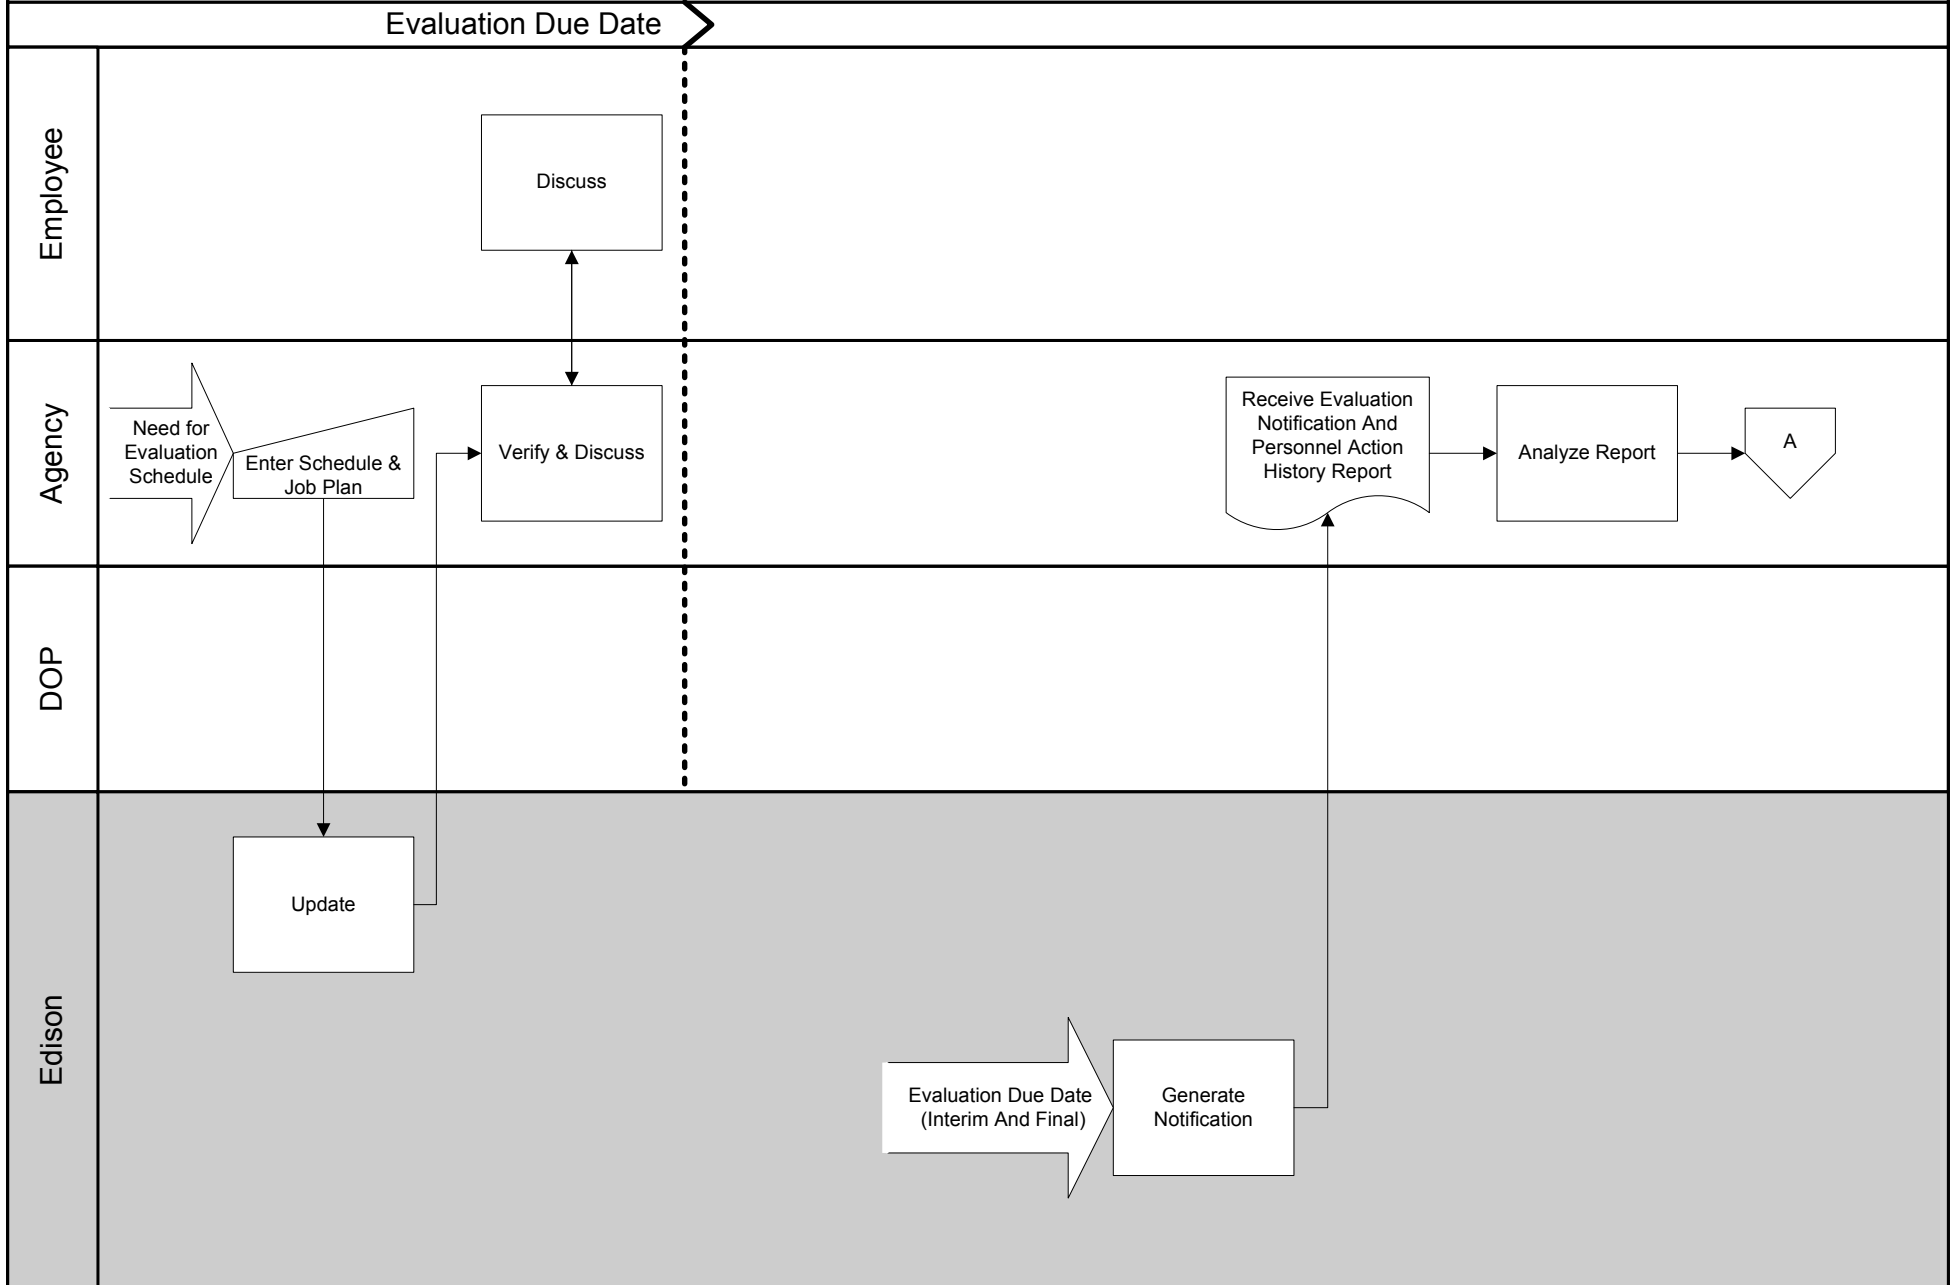 Evaluation Due Date
Employee
Discuss
Agency
Need for
Evaluation
Schedule
Enter Schedule &
Job Plan
Verify & Discuss
Receive Evaluation
Notification And
Personnel Action
History Report
Analyze Report
A
DOP
Edison
Update
Evaluation Due Date
(Interim And Final)
Generate
Notification